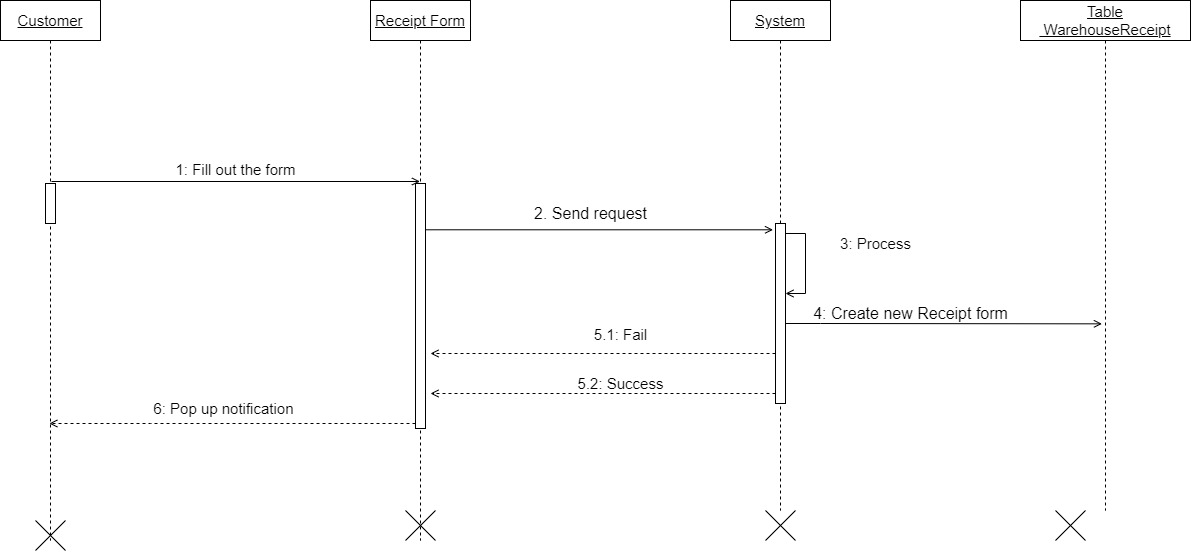 Customer
Receipt Form
System
Table
WarehouseReceipt
1: Fill out the form
2. Send request
3: Process
4: Create new Receipt form
5.1: Fail
5.2: Success
6: Pop up notification